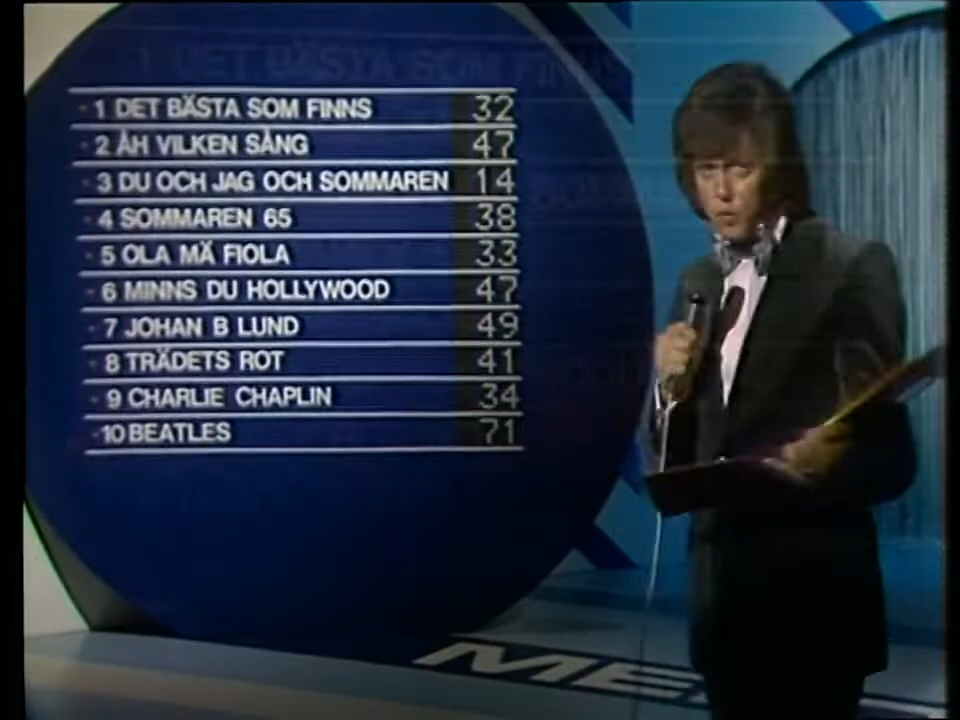 1 DET BÄSTA SOM FINNS 32
2 ÅH VILKEN SÅNG 47
3 DU OCH JAG OCH SOMMAREN 14
4 SOMMAREN 65 38
5 OLA MÄ FIOLA 33
6 MINNS DU HOLLYWOOD 47
7 JOHAN B LUND 49
8 TRÄDETS ROT 41
9 CHARLIE CHAPLIN 34
10 BEATLES 71